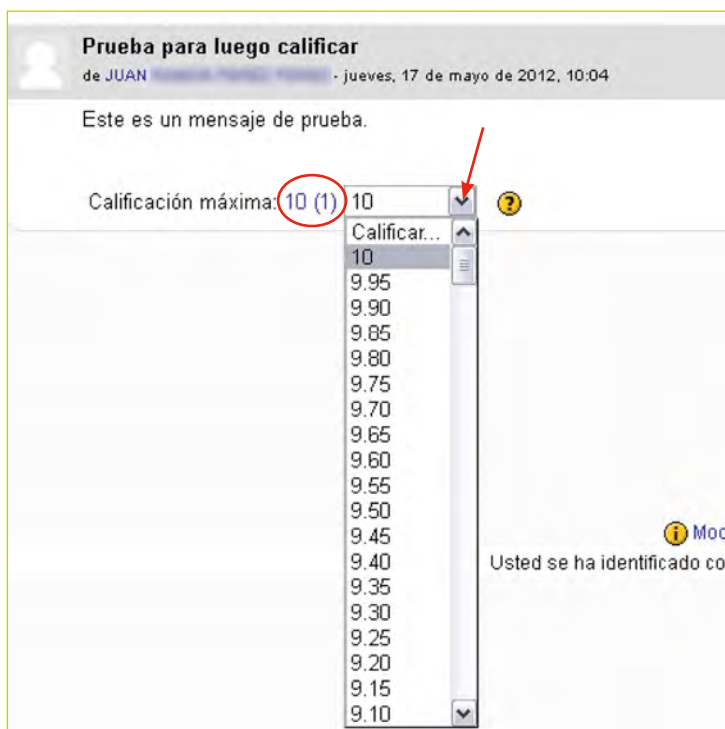 Prueba para luego calificar
de JUAN - jueves, 17 de mayo de 2012, 10:04
Este es un mensaje de prueba.
Calificación máxima: 10 (1) 10 ?
Calificar...
10
9.95
9.90
9.85
9.80
9.75
9.70
9.65
9.60
9.55
9.50
9.45
9.40
9.35
9.30
9.25
9.20
9.15
9.10
i Moo
Usted se ha identificado co